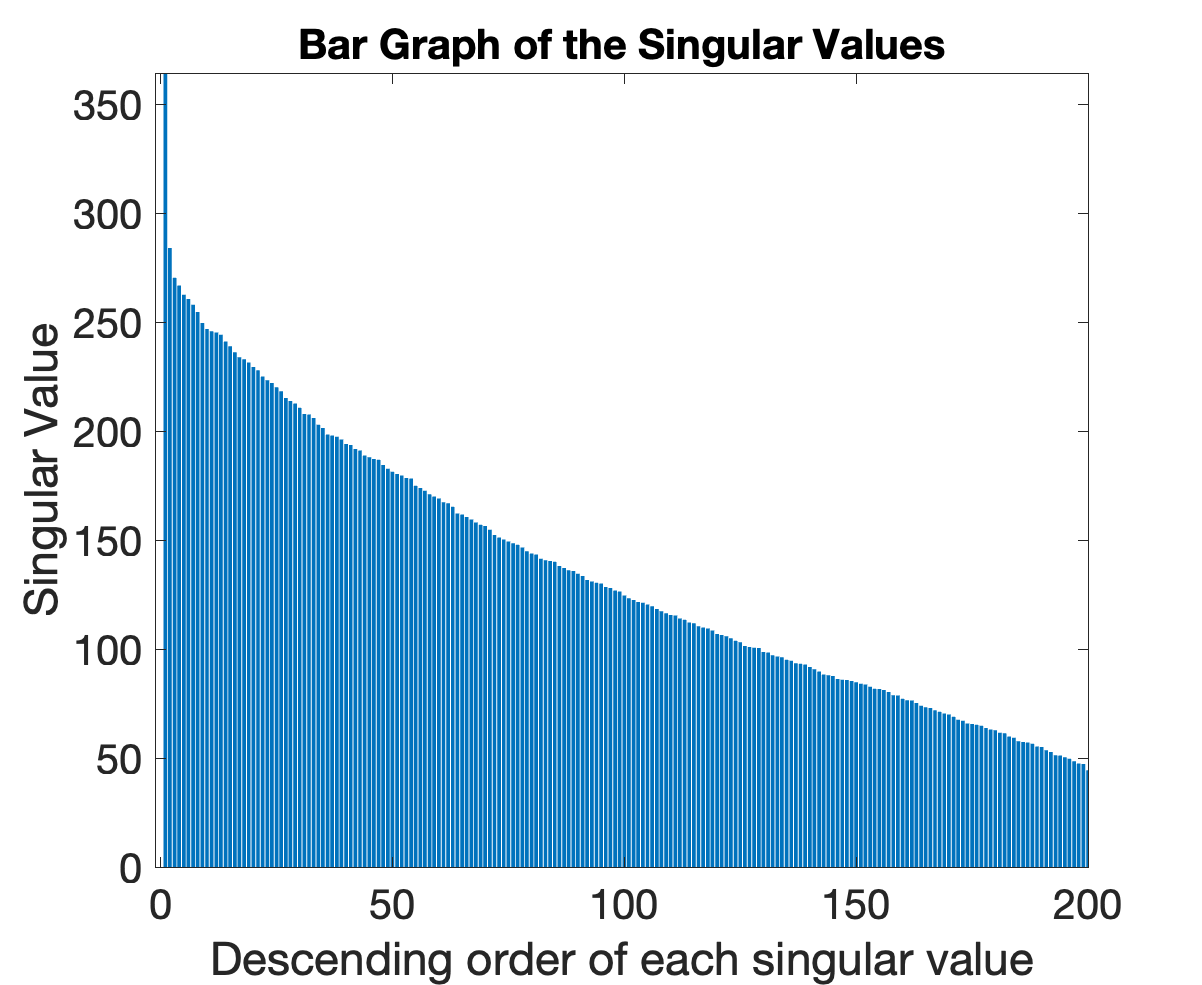 Bar Graph of the Singular Values
350
300
250
200
150
100
50
0
Singular Value
0 50 100 150 200
Descending order of each singular value